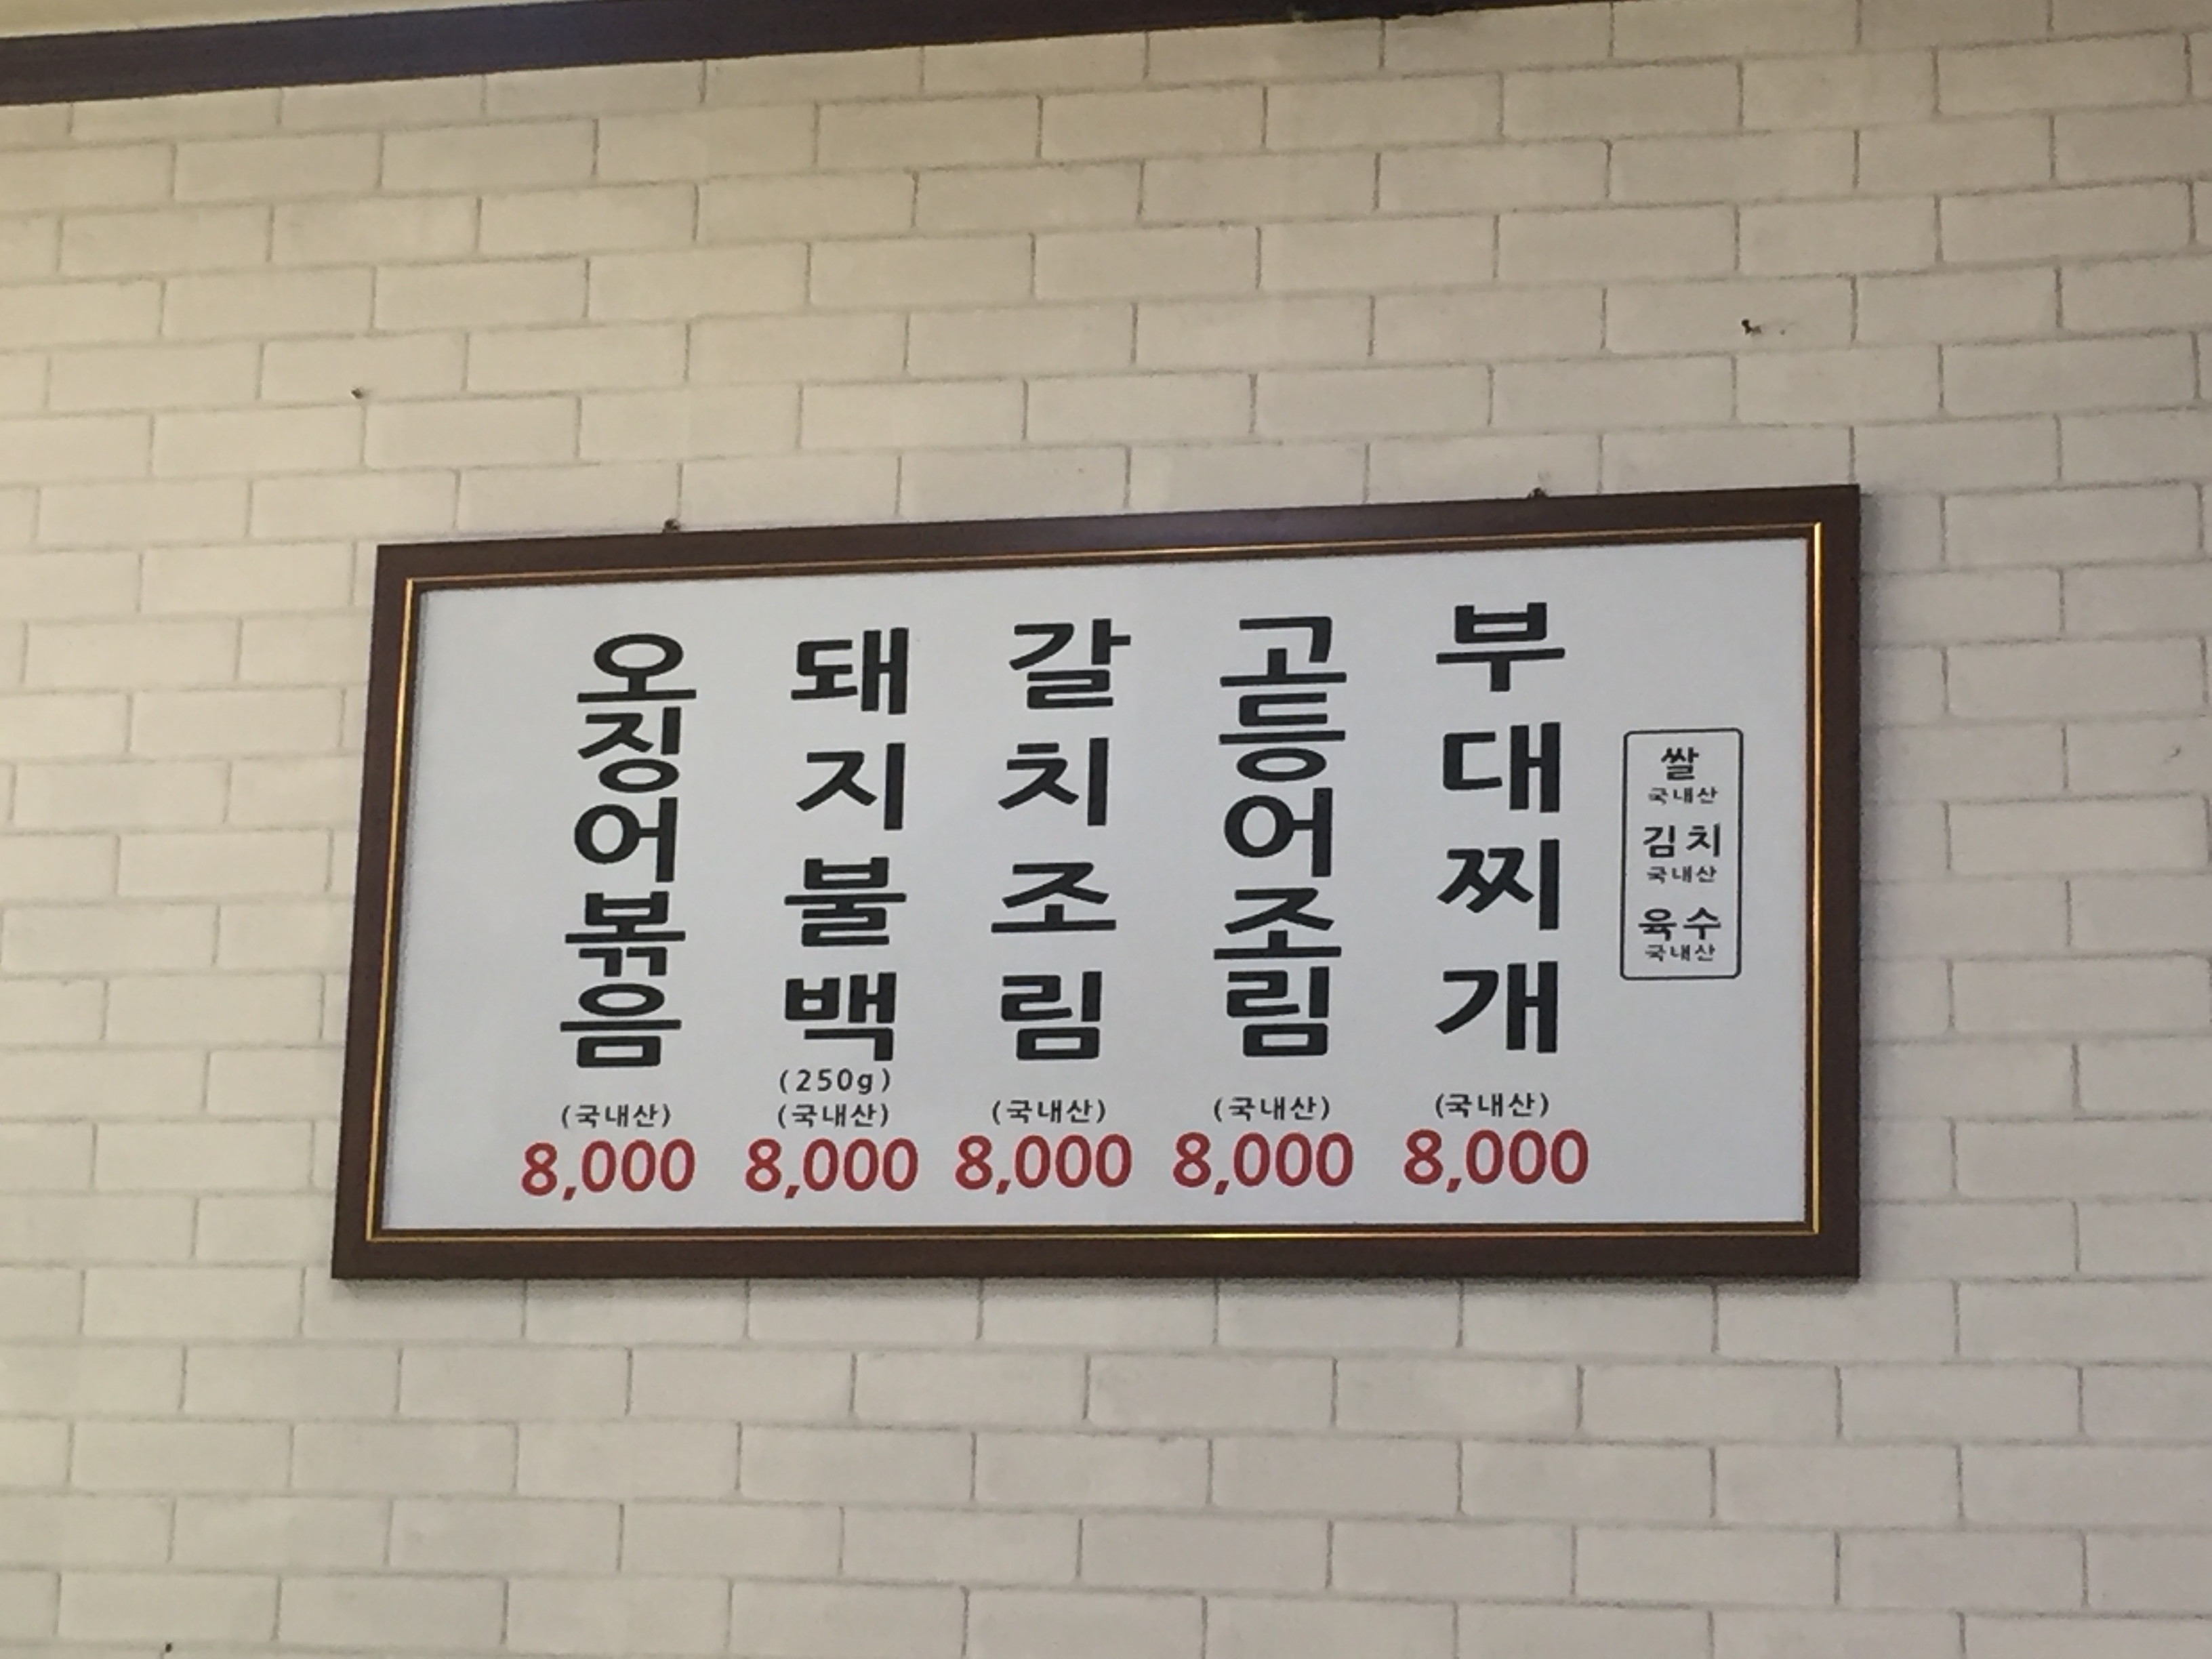 오징어볶음
(국내산)
8,000
돼지불백
(250g)
(국내산)
8,000
갈치조림
(국내산)
8,000
고등어조림
(국내산)
8,000
부대찌개
(국내산)
8,000
쌀
국내산
김치
국내산
육수
국내산